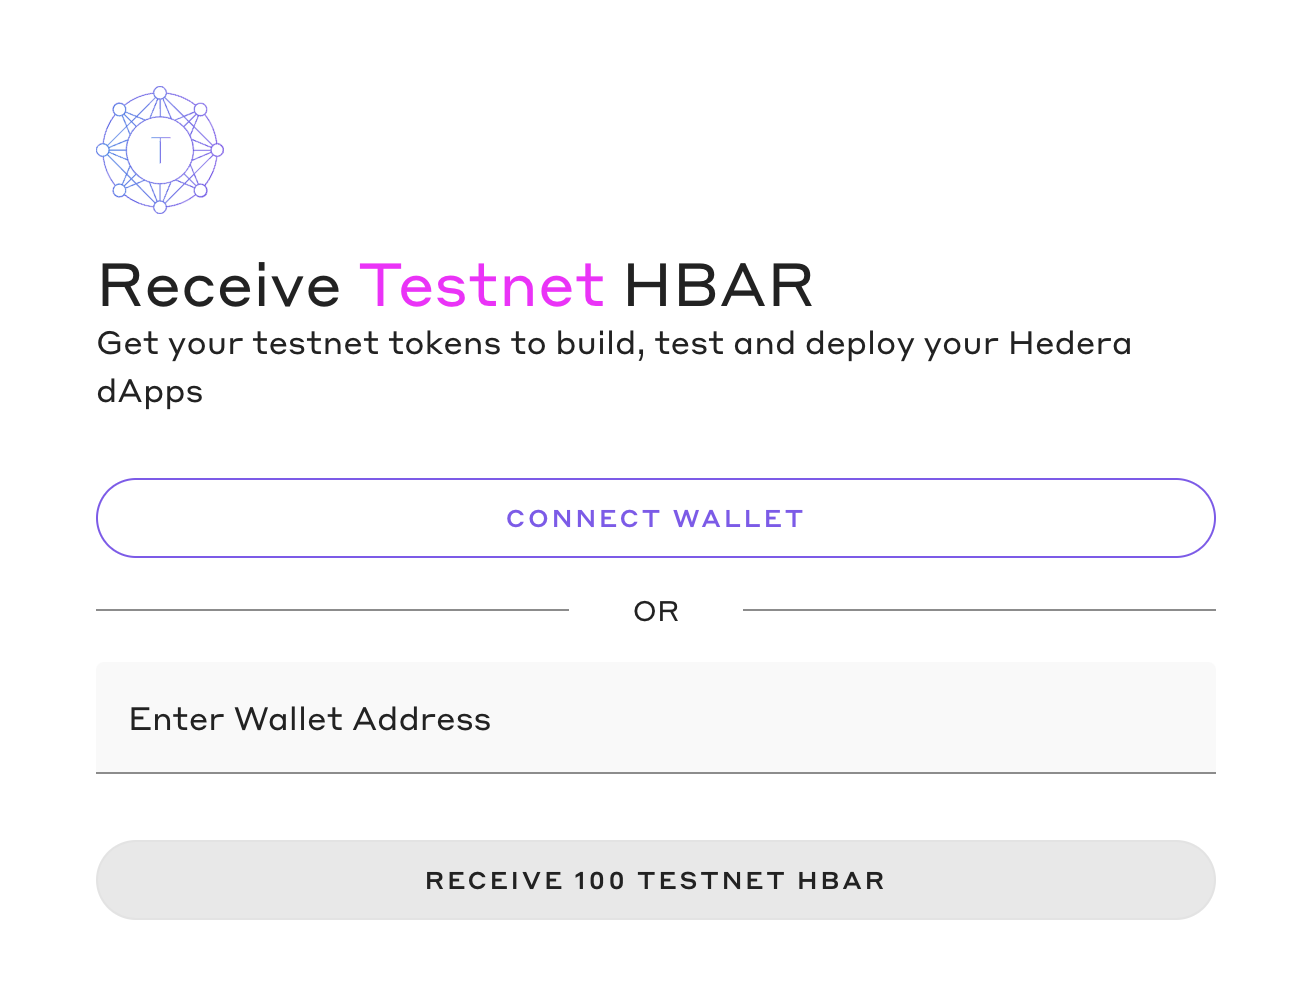 T
Receive Testnet HBAR
Get your testnet tokens to build, test and deploy your Hedera
dApps
CONNECT WALLET
OR
Enter Wallet Address
RECEIVE 100 TESTNET HBAR